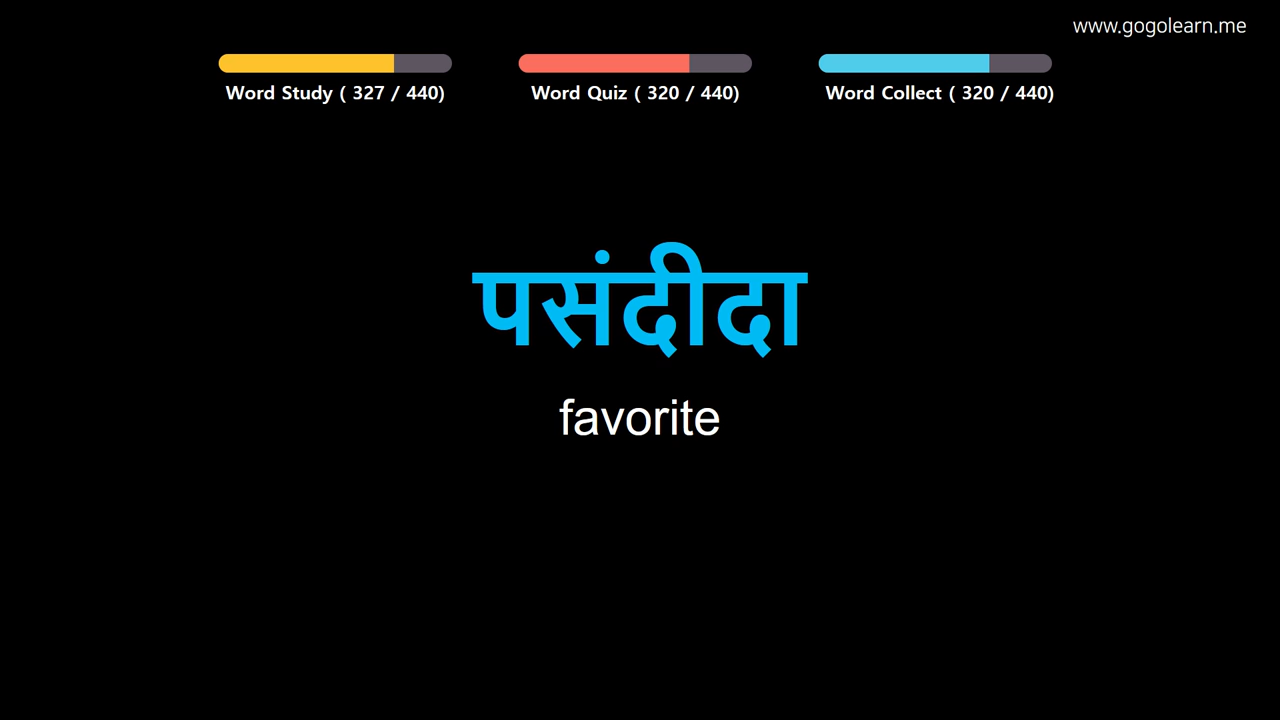 www.gogolearn.me
Word Study ( 327 / 440)
Word Quiz ( 320 / 440)
Word Collect ( 320 / 440)
पसंदीदा
favorite